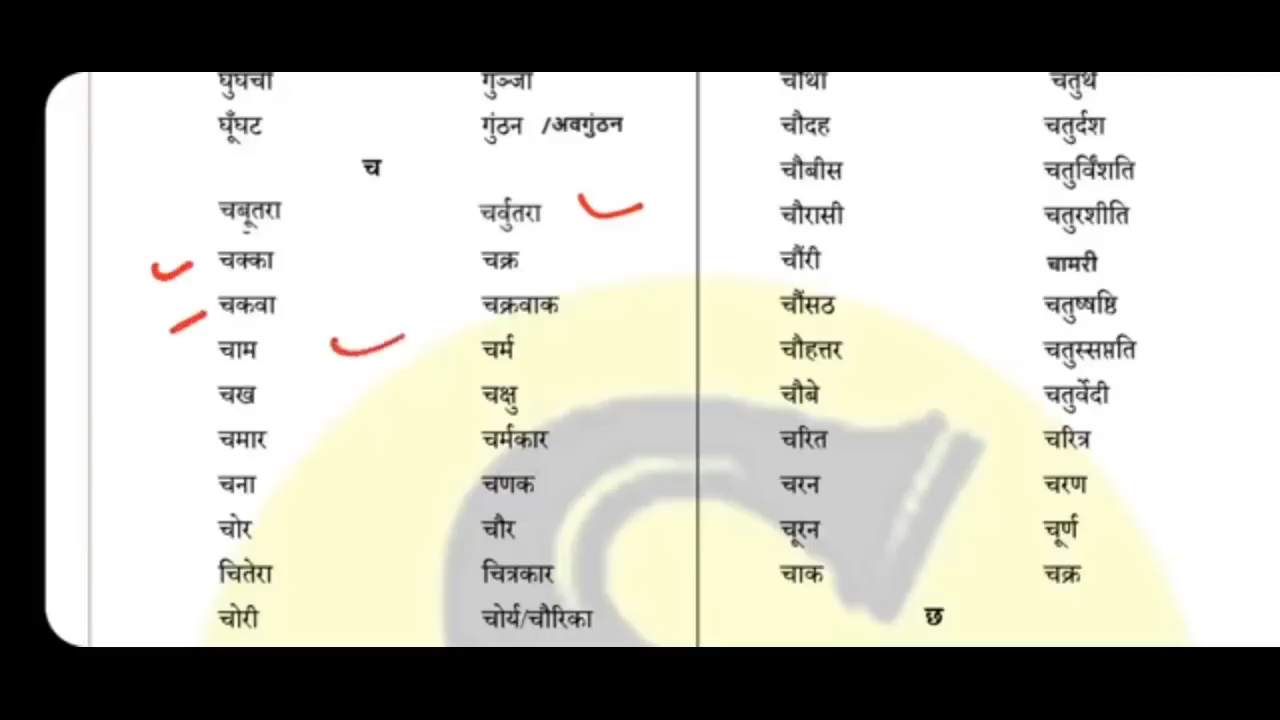 घुघची गुञ्जा
घूँघट गुंठन /अवगुंठन
च
चबूतरा चर्वुतरा
चक्का चक्र
चकवा चक्रवाक
चाम चर्म
चख चक्षु
चमार चर्मकार
चना चणक
चोर चौर
चितेरा चित्रकार
चोरी चोर्य/चौरिका
चौथा चतुर्थ
चौदह चतुर्दश
चौबीस चतुर्विंशति
चौरासी चतुरशीति
चौंरी चामरी
चौंसठ चतुष्षष्ठि
चौहत्तर चतुस्सप्तति
चौबे चतुर्वेदी
चरित चरित्र
चरन चरण
चूरन चूर्ण
चाक चक्र
छ